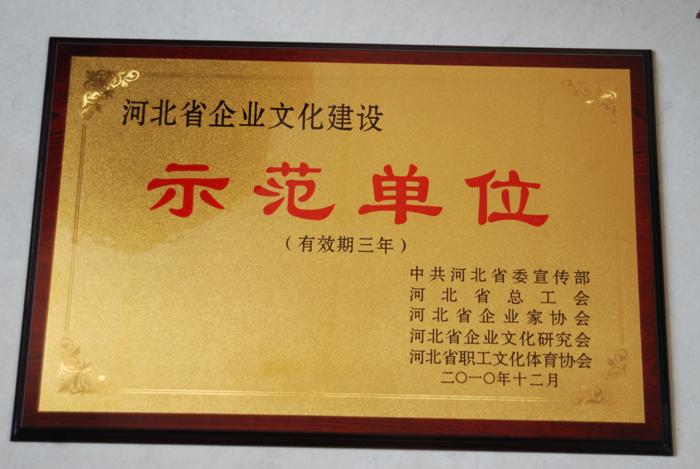 河北省企业文化建设
示范单位
（有效期三年）
中共河北省委宣传部
河北省总工会
河北省企业家协会
河北省企业文化研究会
河北省职工文化体育协会
二〇一〇年十二月